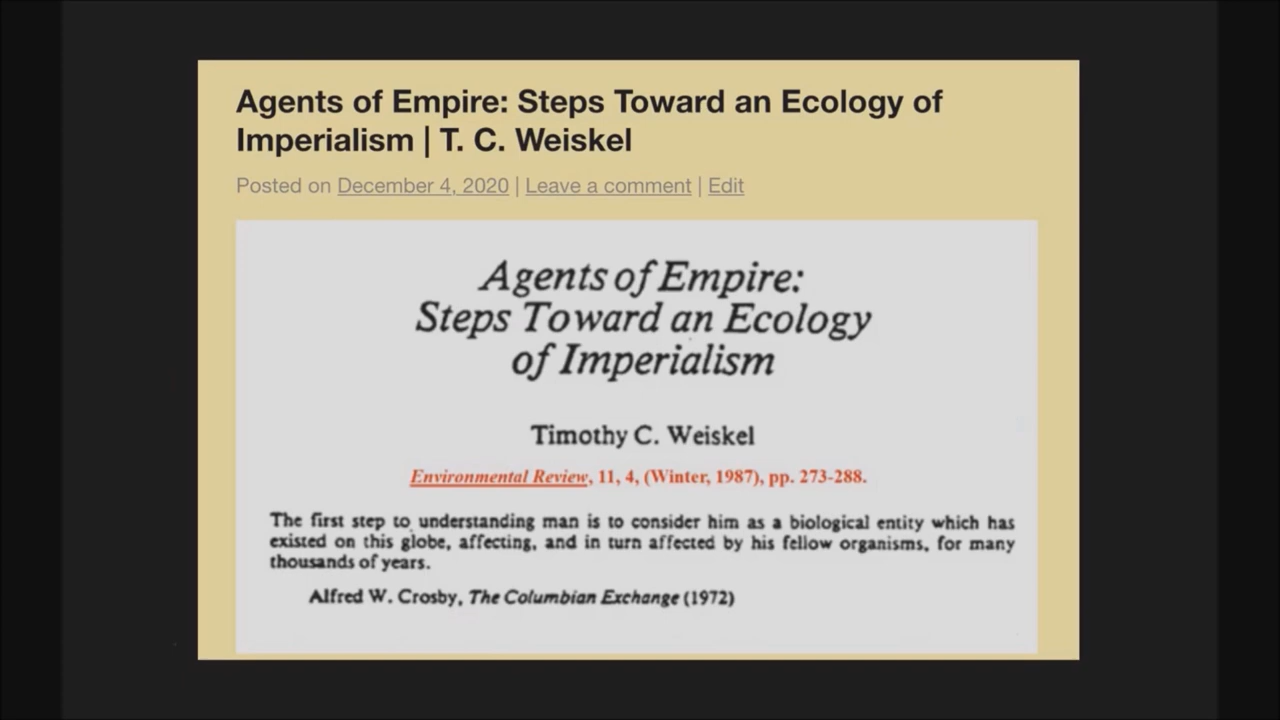 Agents of Empire: Steps Toward an Ecology of
Imperialism | T. C. Weiskel
Posted on December 4, 2020 | Leave a comment | Edit
Agents of Empire:
Steps Toward an Ecology
of Imperialism
Timothy C. Weiskel
Environmental Review, 11, 4, (Winter, 1987), pp. 273-288.
The first step to understanding man is to consider him as a biological entity which has
existed on this globe, affecting, and in turn affected by his fellow organisms, for many
thousands of years.
Alfred W. Crosby, The Columbian Exchange (1972)